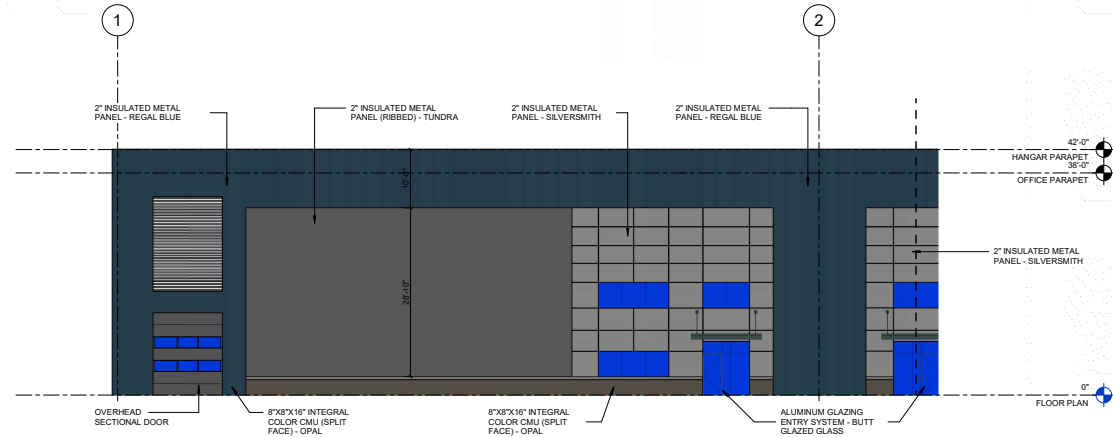 1
2
2" INSULATED METAL
PANEL - REGAL BLUE
2" INSULATED METAL
PANEL (RIBBED) - TUNDRA
2" INSULATED METAL
PANEL - SILVERSMITH
2" INSULATED METAL
PANEL - REGAL BLUE
42'-0"
HANGAR PARAPET
38'-0"
OFFICE PARAPET
10'-0"
28'-10"
2" INSULATED METAL
PANEL - SILVERSMITH
0"
FLOOR PLAN
OVERHEAD
SECTIONAL DOOR
8"X8"X16" INTEGRAL
COLOR CMU (SPLIT
FACE) - OPAL
8"X8"X16" INTEGRAL
COLOR CMU (SPLIT
FACE) - OPAL
ALUMINUM GLAZING
ENTRY SYSTEM - BUTT
GLAZED GLASS